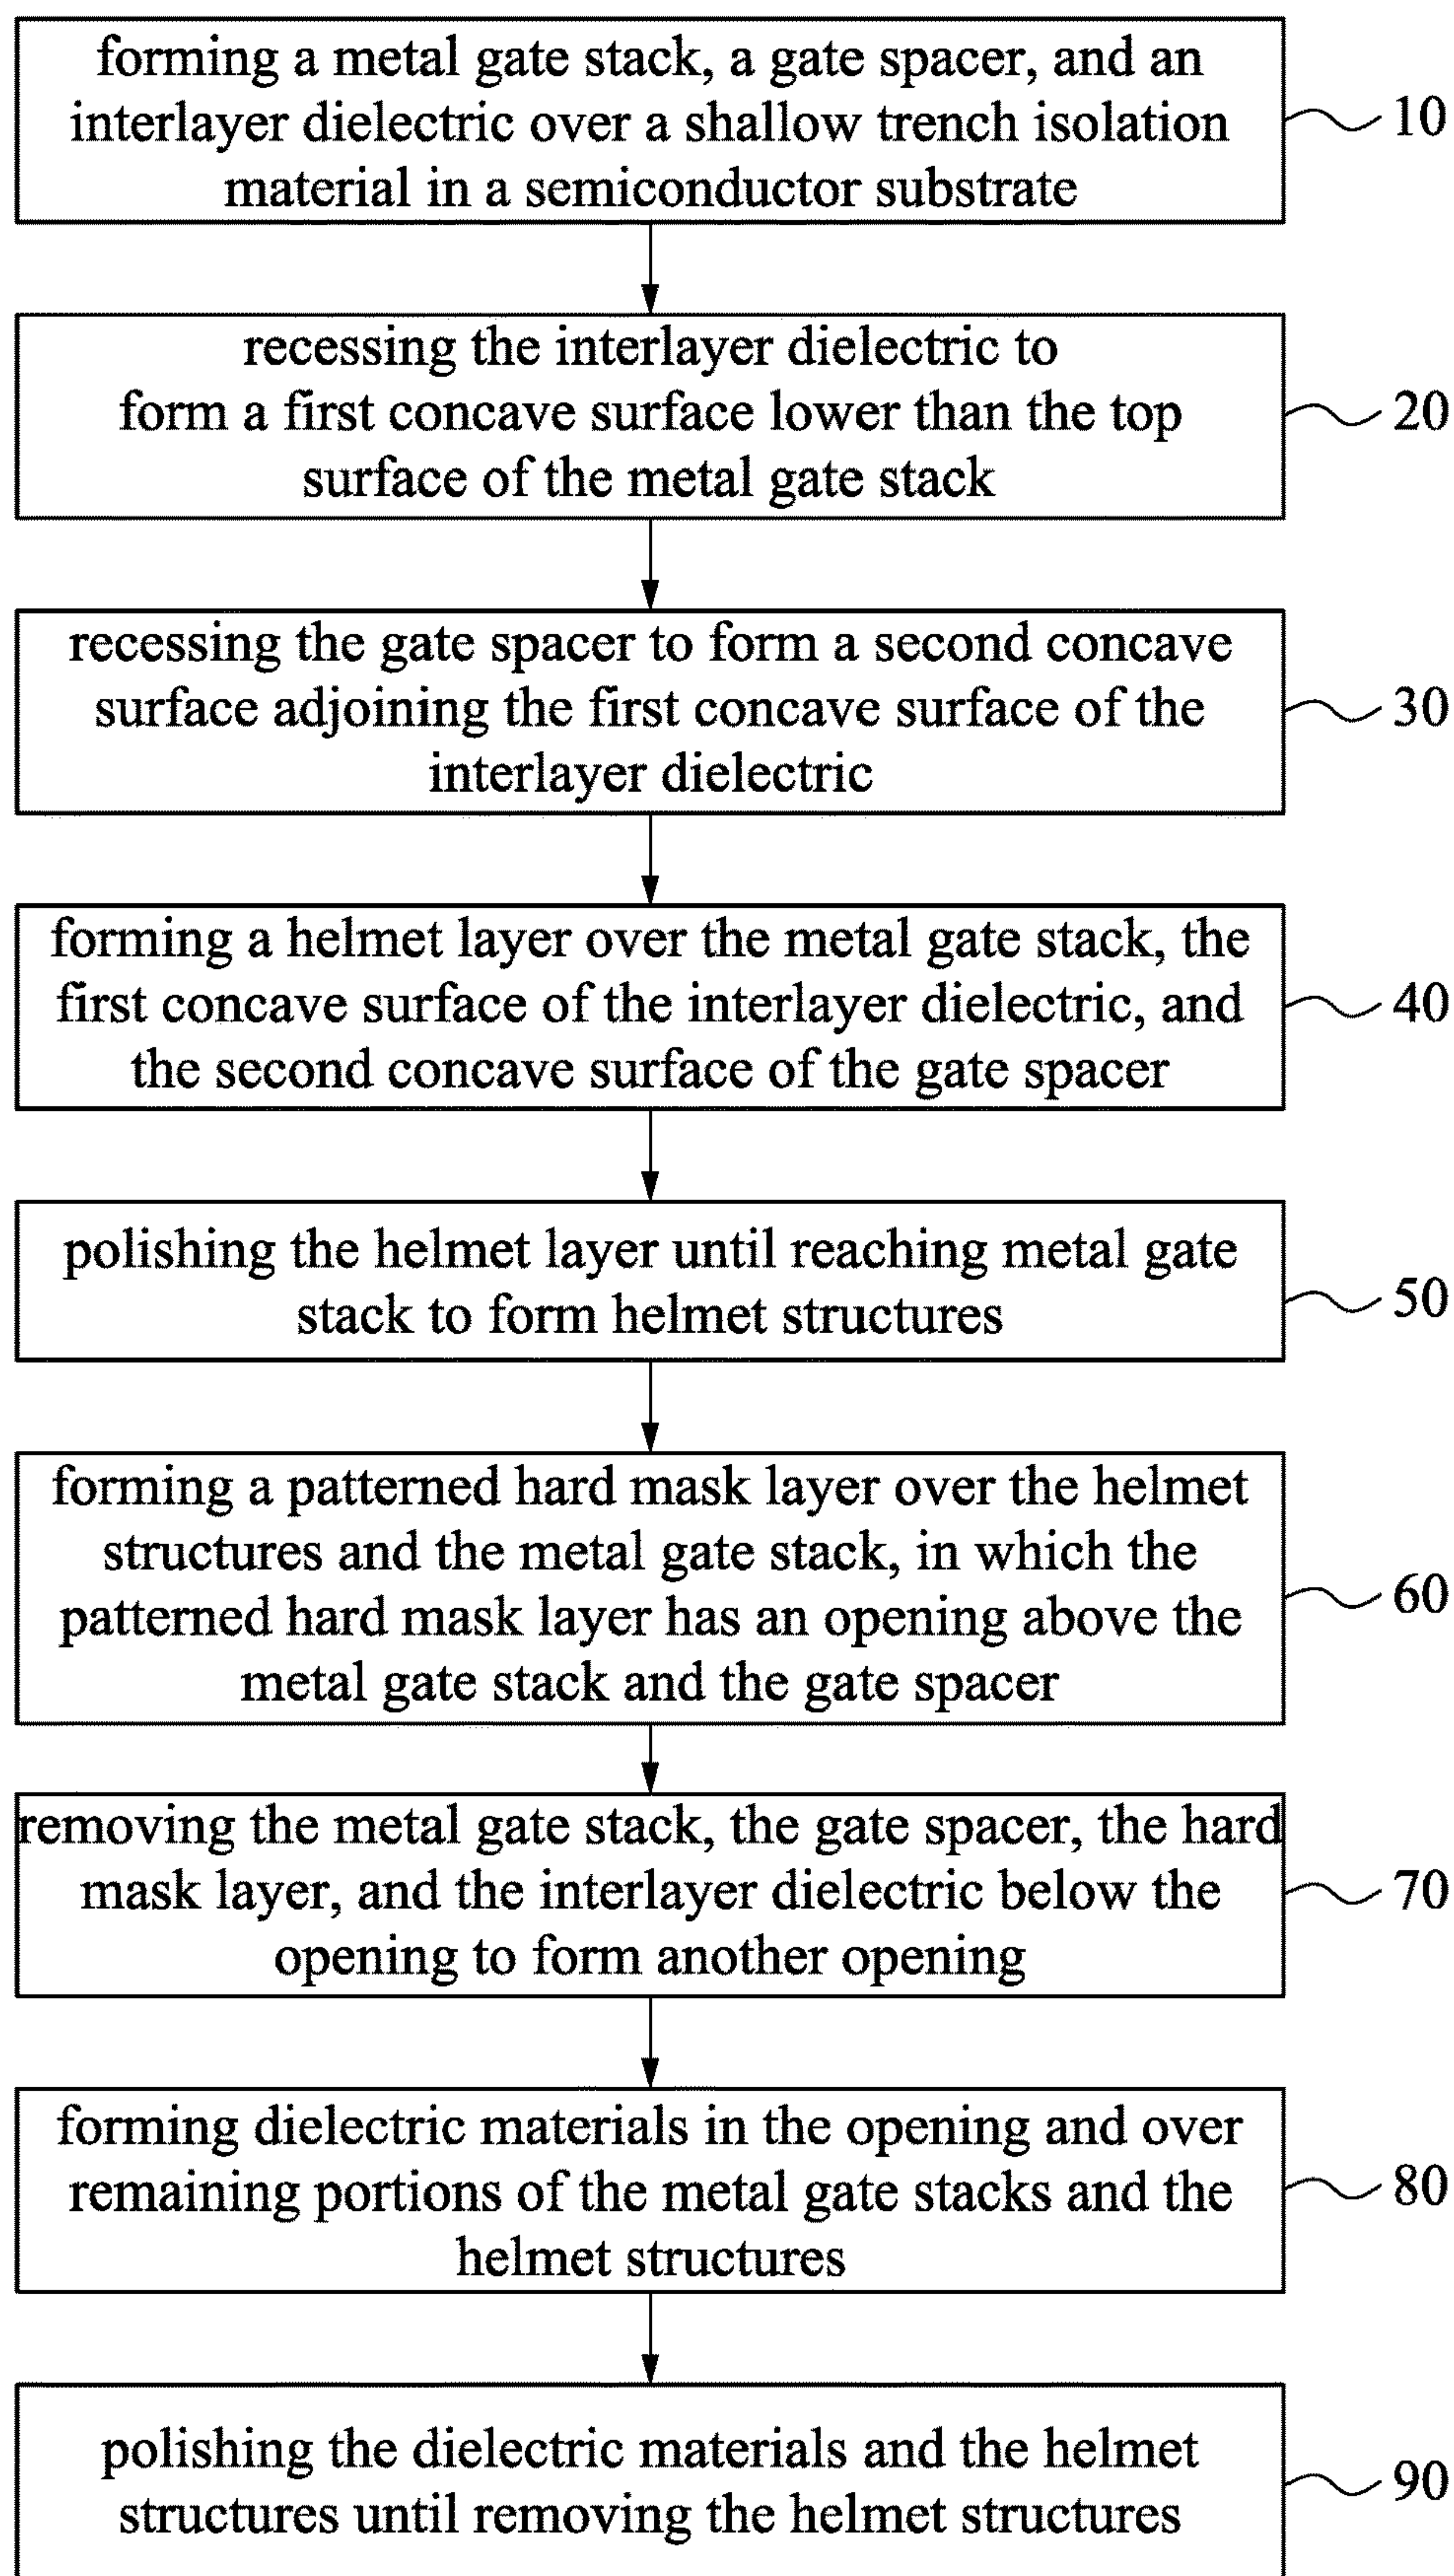 forming a metal gate stack, a gate spacer, and an
interlayer dielectric over a shallow trench isolation
material in a semiconductor substrate
10
recessing the interlayer dielectric to
form a first concave surface lower than the top
surface of the metal gate stack
20
recessing the gate spacer to form a second concave
surface adjoining the first concave surface of the
interlayer dielectric
30
forming a helmet layer over the metal gate stack, the
first concave surface of the interlayer dielectric, and
the second concave surface of the gate spacer
40
polishing the helmet layer until reaching metal gate
stack to form helmet structures
50
forming a patterned hard mask layer over the helmet
structures and the metal gate stack, in which the
patterned hard mask layer has an opening above the
metal gate stack and the gate spacer
60
removing the metal gate stack, the gate spacer, the hard
mask layer, and the interlayer dielectric below the
opening to form another opening
70
forming dielectric materials in the opening and over
remaining portions of the metal gate stacks and the
helmet structures
80
polishing the dielectric materials and the helmet
structures until removing the helmet structures
90